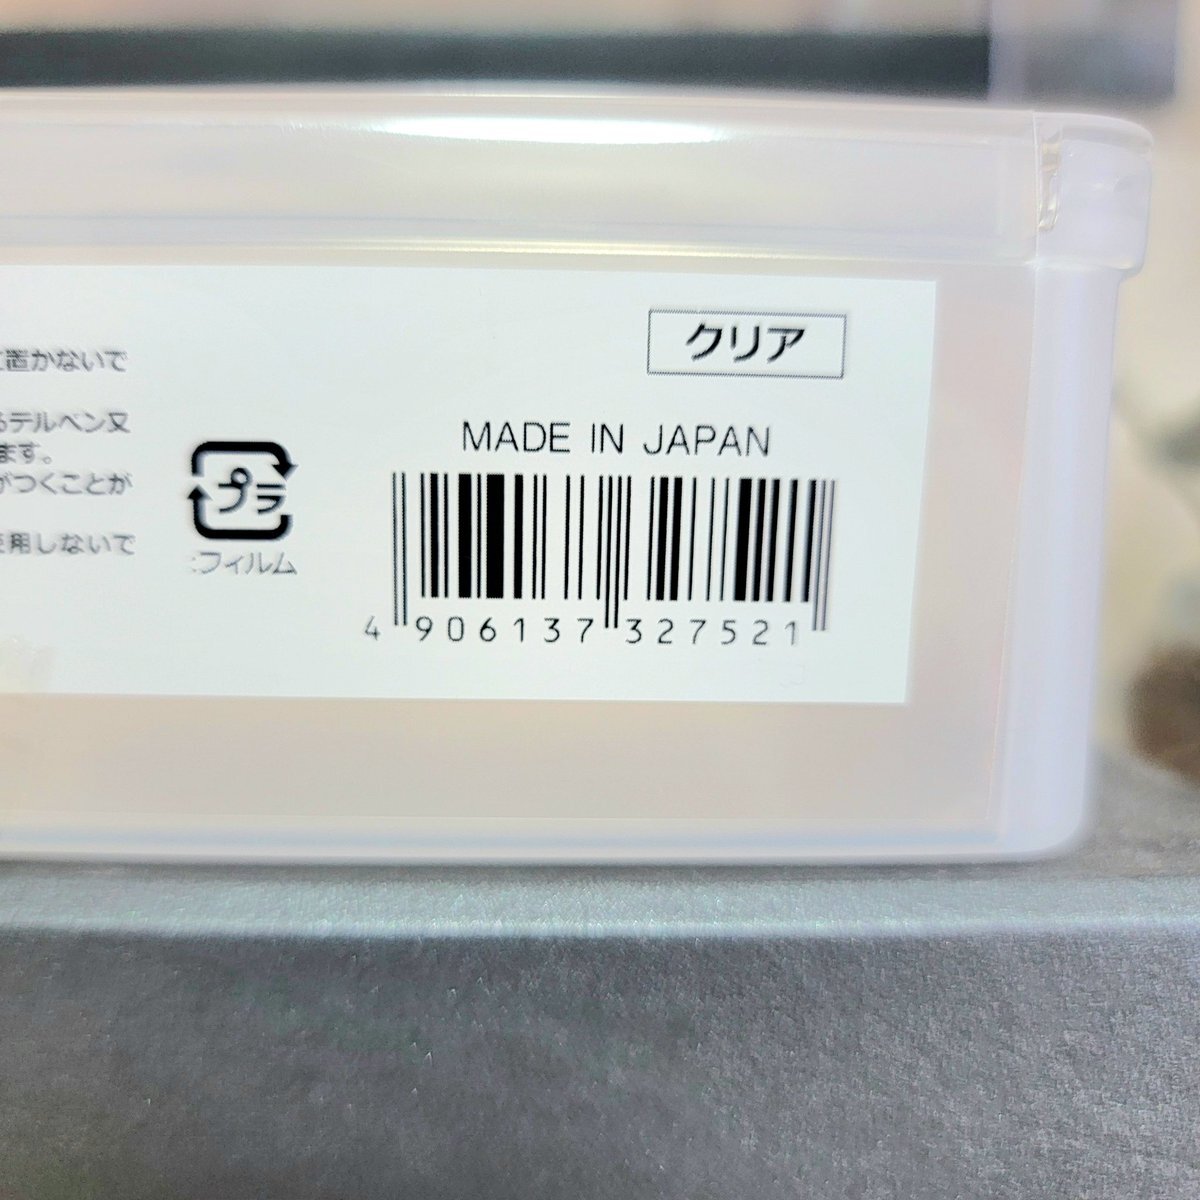 クリア
置かないで
テルペン又
ます。
がつくことが
用しないで
MADE IN JAPAN
プラ
:フィルム
4 906137 327521